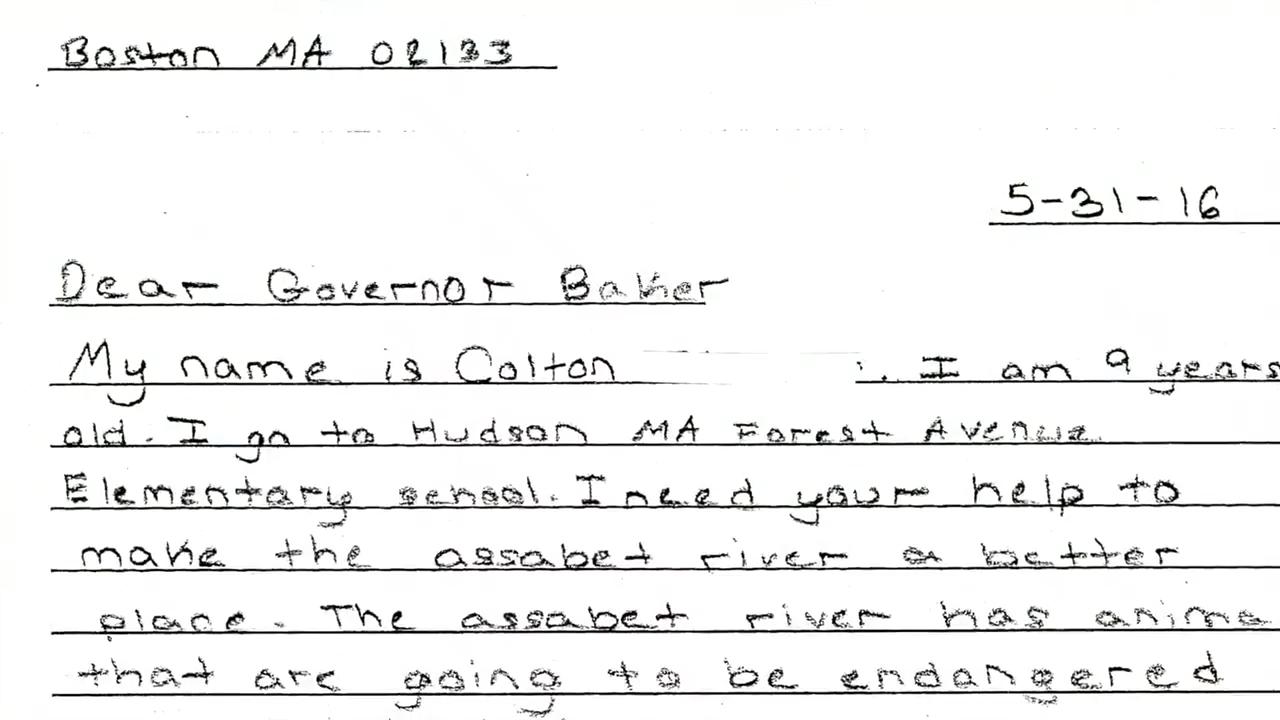 Boston MA 02133
5-31-16
Dear Governor Baker
My name is Colton . I am 9 years
old. I go to Hudson MA Forest Avenue
Elementary school. I need your help to
make the assabet river a better
place. The assabet river has anima
that are going to be endangered